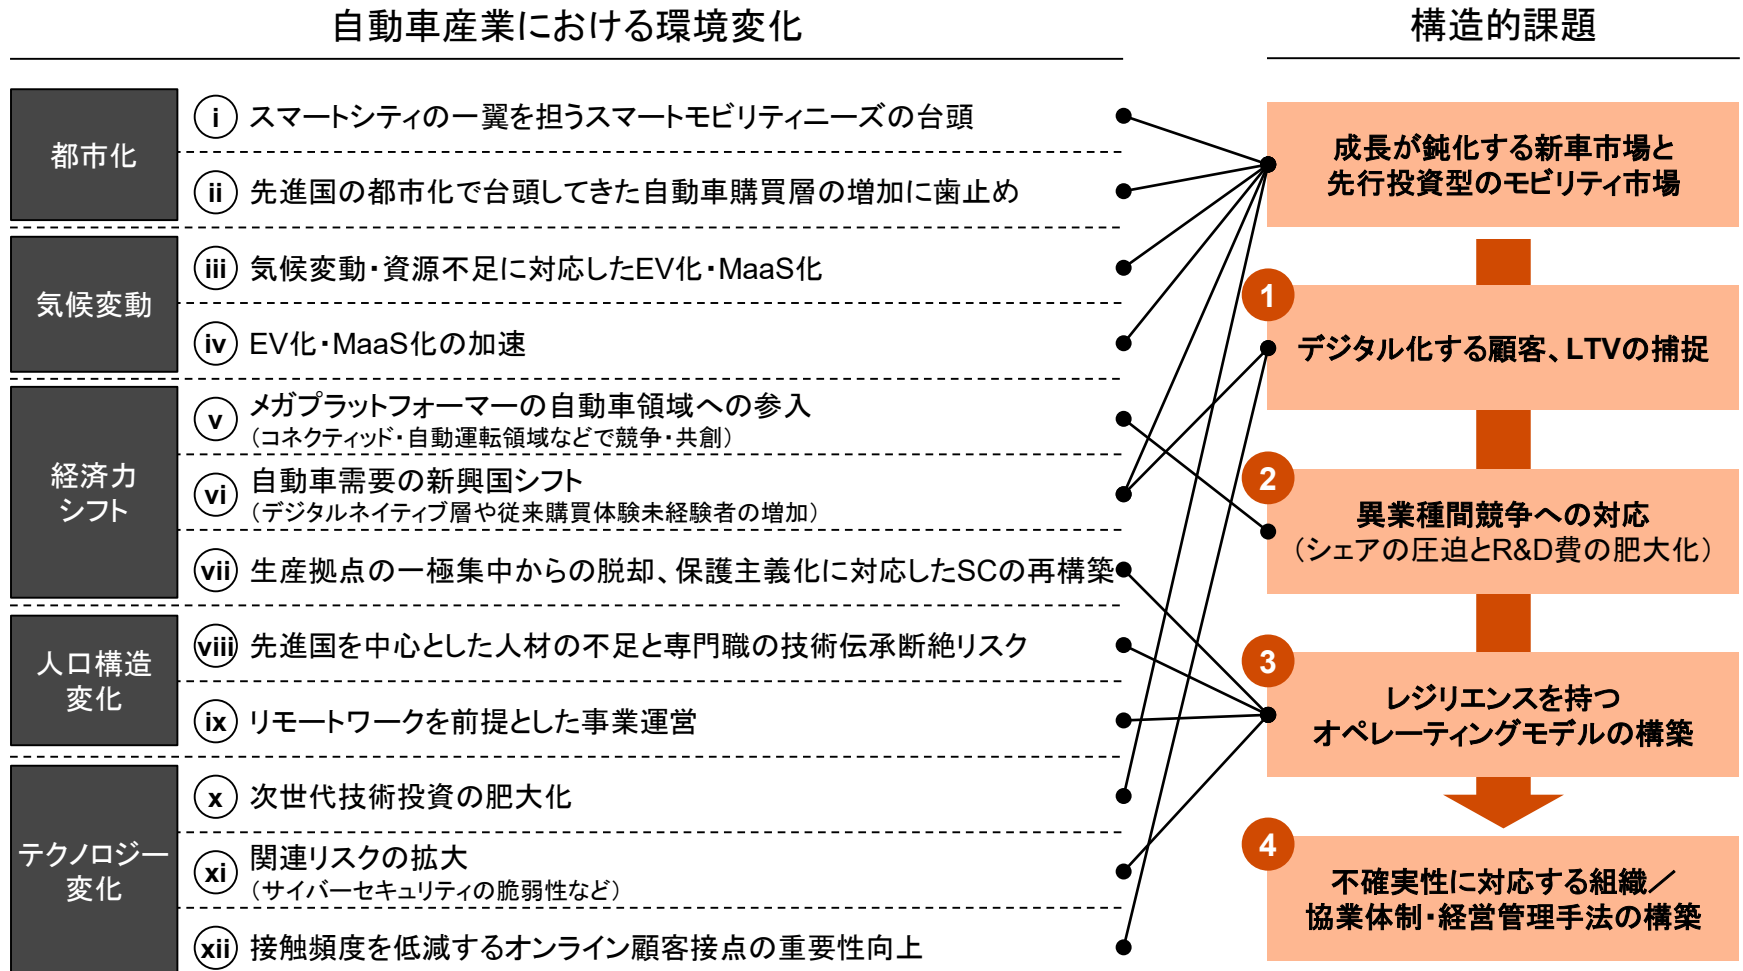 自動車産業における環境変化
構造的課題
都市化
i スマートシティの一翼を担うスマートモビリティニーズの台頭
ii 先進国の都市化で台頭してきた自動車購買層の増加に歯止め
気候変動
iii 気候変動・資源不足に対応したEV化・MaaS化
iv EV化・MaaS化の加速
経済力
シフト
v メガプラットフォーマーの自動車領域への参入
（コネクティッド・自動運転領域などで競争・共創）
vi 自動車需要の新興国シフト
（デジタルネイティブ層や従来購買体験未経験者の増加）
vii 生産拠点の一極集中からの脱却、保護主義化に対応したSCの再構築
人口構造
変化
viii 先進国を中心とした人材の不足と専門職の技術伝承断絶リスク
ix リモートワークを前提とした事業運営
テクノロジー
変化
x 次世代技術投資の肥大化
xi 関連リスクの拡大
（サイバーセキュリティの脆弱性など）
xii 接触頻度を低減するオンライン顧客接点の重要性向上
成長が鈍化する新車市場と
先行投資型のモビリティ市場
1
デジタル化する顧客、LTVの捕捉
2
異業種間競争への対応
（シェアの圧迫とR&D費の肥大化）
3
レジリエンスを持つ
オペレーティングモデルの構築
4
不確実性に対応する組織／
協業体制・経営管理手法の構築